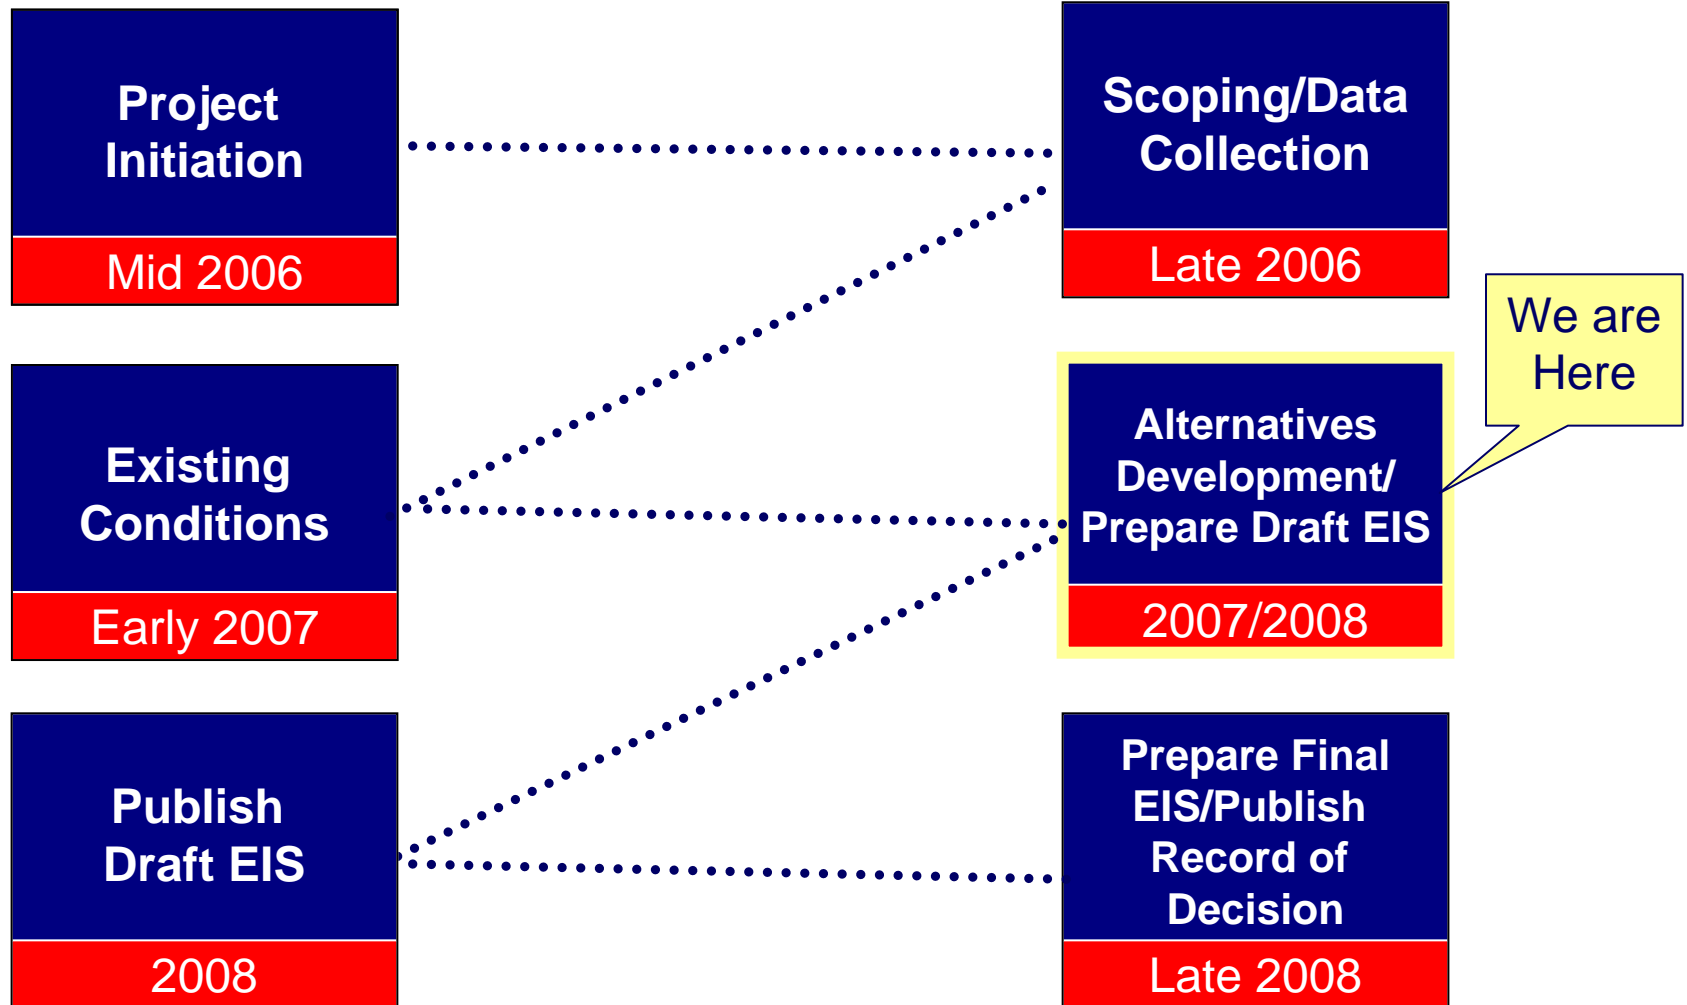 Project
Initiation
Mid 2006
Scoping/Data
Collection
Late 2006
Existing
Conditions
Early 2007
Alternatives
Development/
Prepare Draft EIS
2007/2008
We are
Here
Publish
Draft EIS
2008
Prepare Final
EIS/Publish
Record of
Decision
Late 2008